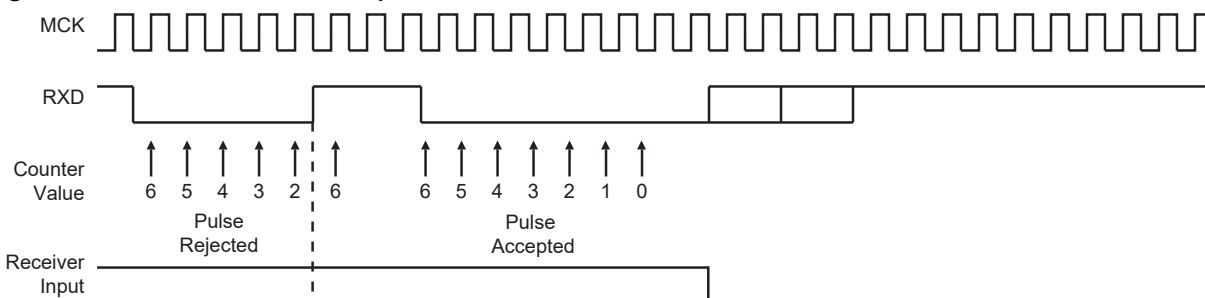 MCK
RXD
Counter
Value
6 5 4 3 2 6 6 5 4 3 2 1 0
Pulse
Rejected
Pulse
Accepted
Receiver
Input